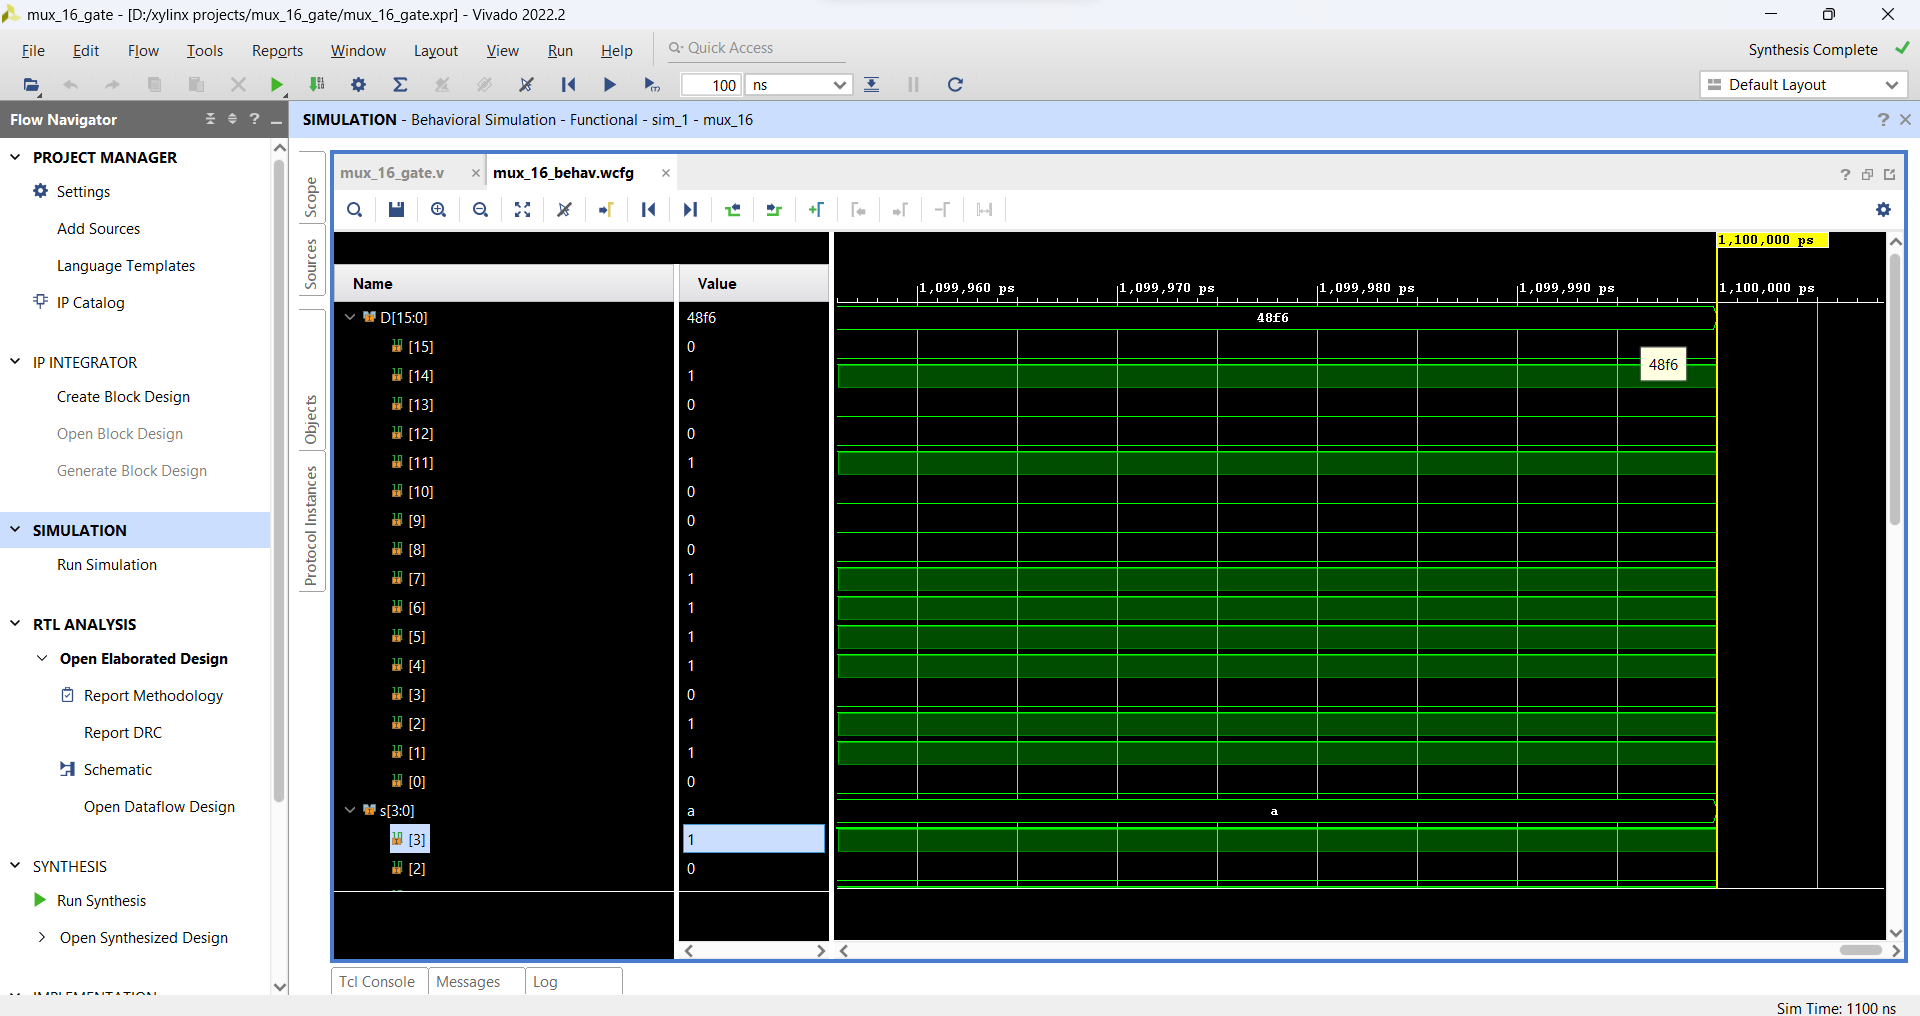 mux_16_gate - [D:/xylinx projects/mux_16_gate/mux_16_gate.xpr] - Vivado 2022.2
File Edit Flow Tools Reports Window Layout View Run Help Quick Access
Synthesis Complete
100 ns
Default Layout
Flow Navigator
SIMULATION - Behavioral Simulation - Functional - sim_1 - mux_16
PROJECT MANAGER
Settings
Add Sources
Language Templates
IP Catalog
IP INTEGRATOR
Create Block Design
Open Block Design
Generate Block Design
SIMULATION
Run Simulation
RTL ANALYSIS
Open Elaborated Design
Report Methodology
Report DRC
Schematic
Open Dataflow Design
SYNTHESIS
Run Synthesis
Open Synthesized Design
IMPLEMENTATION
Scope
Sources
Objects
Protocol Instances
mux_16_gate.v
mux_16_behav.wcfg
1,100,000 ps
Name Value
1,099,960 ps 1,099,970 ps 1,099,980 ps 1,099,990 ps 1,100,000 ps
D[15:0] 48f6 48f6
[15] 0
48f6
[14] 1
[13] 0
[12] 0
[11] 1
[10] 0
[9] 0
[8] 0
[7] 1
[6] 1
[5] 1
[4] 1
[3] 0
[2] 1
[1] 1
[0] 0
s[3:0] a a
[3] 1
[2] 0
Tcl Console Messages Log
Sim Time: 1100 ns